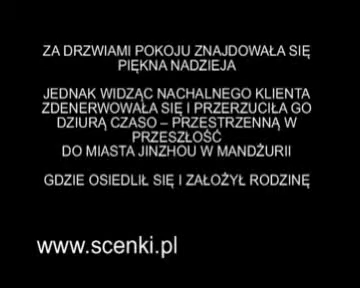 ZA DRZWIAMI POKOJU ZNAJDOWAŁA SIĘ
PIĘKNA NADZIEJA
JEDNAK WIDZĄC NACHALNEGO KLIENTA
ZDENERWOWAŁA SIĘ I PRZERZUCIŁA GO
DZIURĄ CZASO – PRZESTRZENNĄ W
PRZESZŁOŚĆ
DO MIASTA JINZHOU W MANDŻURII
GDZIE OSIEDLIŁ SIĘ I ZAŁOŻYŁ RODZINĘ
www.scenki.pl